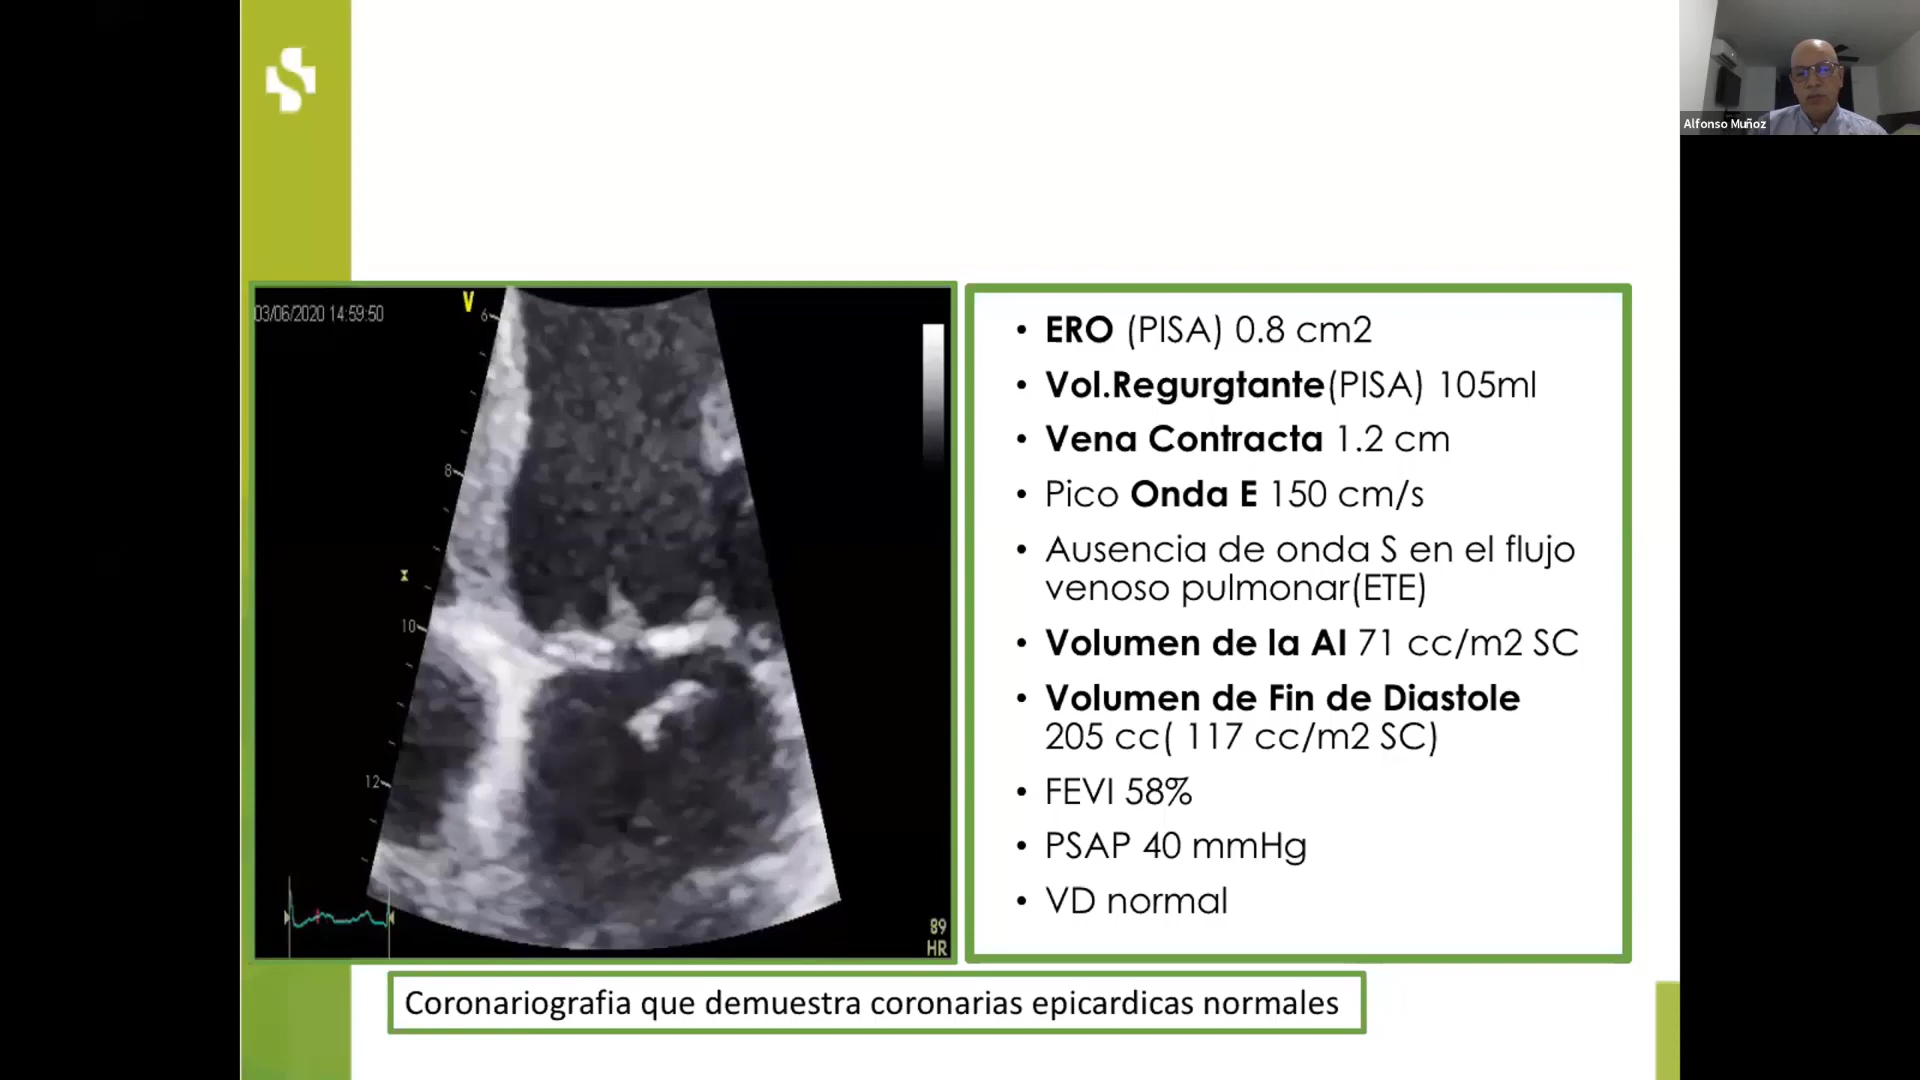 Alfonso Muñoz
03/06/2020 14:59:50
V
6
8
10
12
89
HR
• ERO (PISA) 0.8 cm2
• Vol.Regurgtante(PISA) 105ml
• Vena Contracta 1.2 cm
• Pico Onda E 150 cm/s
• Ausencia de onda S en el flujo
venoso pulmonar(ETE)
• Volumen de la AI 71 cc/m2 SC
• Volumen de Fin de Diastole
205 cc( 117 cc/m2 SC)
• FEVI 58%
• PSAP 40 mmHg
• VD normal
Coronariografia que demuestra coronarias epicardicas normales